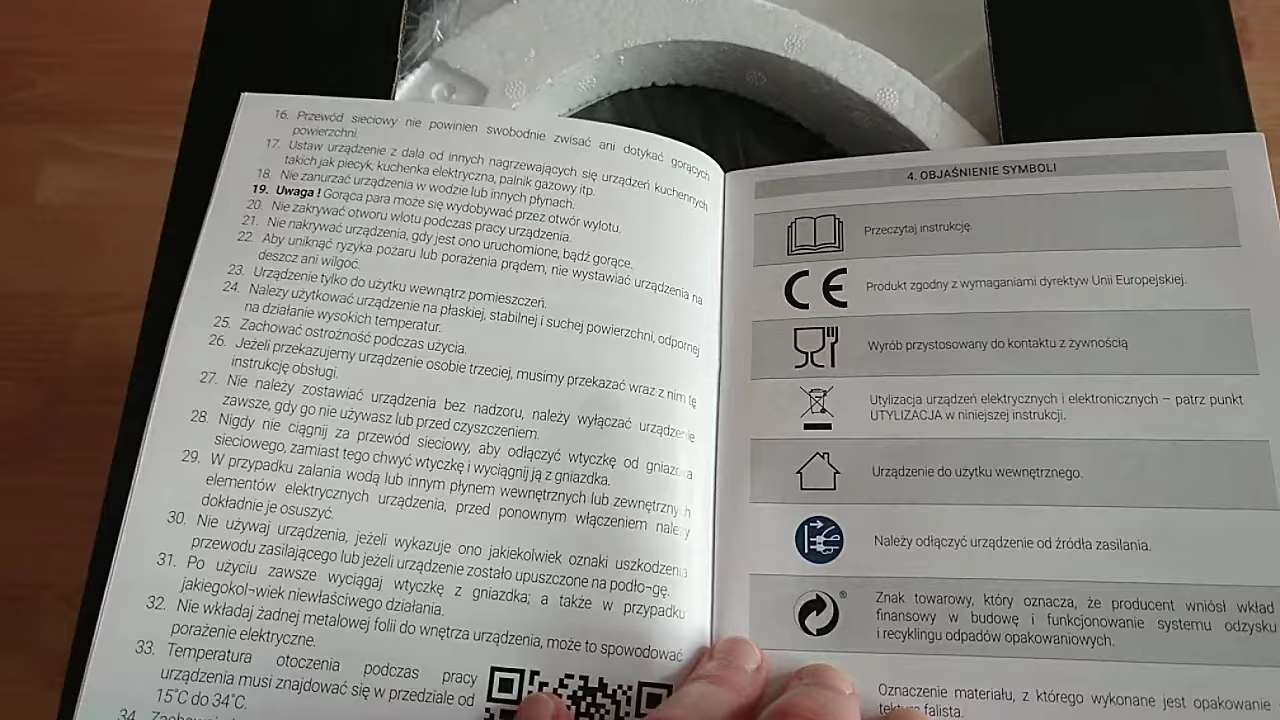 16. Przewód sieciowy nie powinien swobodnie zwisać ani dotykać gorących
powierzchni.
17. Ustaw urządzenie z dala od innych nagrzewających się urządzeń kuchennych
takich jak piecyk, kuchenka elektryczna, palnik gazowy itp.
18. Nie zanurzać urządzenia w wodzie lub innych płynach.
19. Uwaga ! Gorąca para może się wydobywać przez otwór wylotu.
20. Nie zakrywać otworu wlotu podczas pracy urządzenia.
21. Nie nakrywać urządzenia, gdy jest ono uruchomione, bądź gorące.
22. Aby uniknąć ryzyka pożaru lub porażenia prądem, nie wystawiać urządzenia na
deszcz ani wilgoć.
23. Urządzenie tylko do użytku wewnątrz pomieszczeń.
24. Należy użytkować urządzenie na płaskiej, stabilnej i suchej powierzchni, odpornej
na działanie wysokich temperatur.
25. Zachować ostrożność podczas użycia.
26. Jeżeli przekazujemy urządzenie osobie trzeciej, musimy przekazać wraz z nim tę
instrukcję obsługi.
27. Nie należy zostawiać urządzenia bez nadzoru, należy wyłączać urządzenie
zawsze, gdy go nie używasz lub przed czyszczeniem.
28. Nigdy nie ciągnij za przewód sieciowy, aby odłączyć wtyczkę od gniazdka
sieciowego, zamiast tego chwyć wtyczkę i wyciągnij ją z gniazdka.
29. W przypadku zalania wodą lub innym płynem wewnętrznych lub zewnętrznych
elementów elektrycznych urządzenia, przed ponownym włączeniem należy
dokładnie je osuszyć.
30. Nie używaj urządzenia, jeżeli wykazuje ono jakiekolwiek oznaki uszkodzenia
przewodu zasilającego lub jeżeli urządzenie zostało upuszczone na podło¬gę.
31. Po użyciu zawsze wyciągaj wtyczkę z gniazdka; a także w przypadku
jakiegokol¬wiek niewłaściwego działania.
32. Nie wkładaj żadnej metalowej folii do wnętrza urządzenia, może to spowodować
porażenie elektryczne.
33. Temperatura otoczenia podczas pracy
urządzenia musi znajdować się w przedziale od
15°C do 34°C.
34.
4. OBJAŚNIENIE SYMBOLI
Przeczytaj instrukcję.
CE Produkt zgodny z wymaganiami dyrektyw Unii Europejskiej.
Wyrób przystosowany do kontaktu z żywnością
Utylizacja urządzeń elektrycznych i elektronicznych – patrz punkt
UTYLIZACJA w niniejszej instrukcji.
Urządzenie do użytku wewnętrznego.
Należy odłączyć urządzenie od źródła zasilania.
® Znak towarowy, który oznacza, że producent wniósł wkład
finansowy w budowę i funkcjonowanie systemu odzysku
i recyklingu odpadów opakowaniowych.
Oznaczenie materiału, z którego wykonane jest opakowanie
falista.